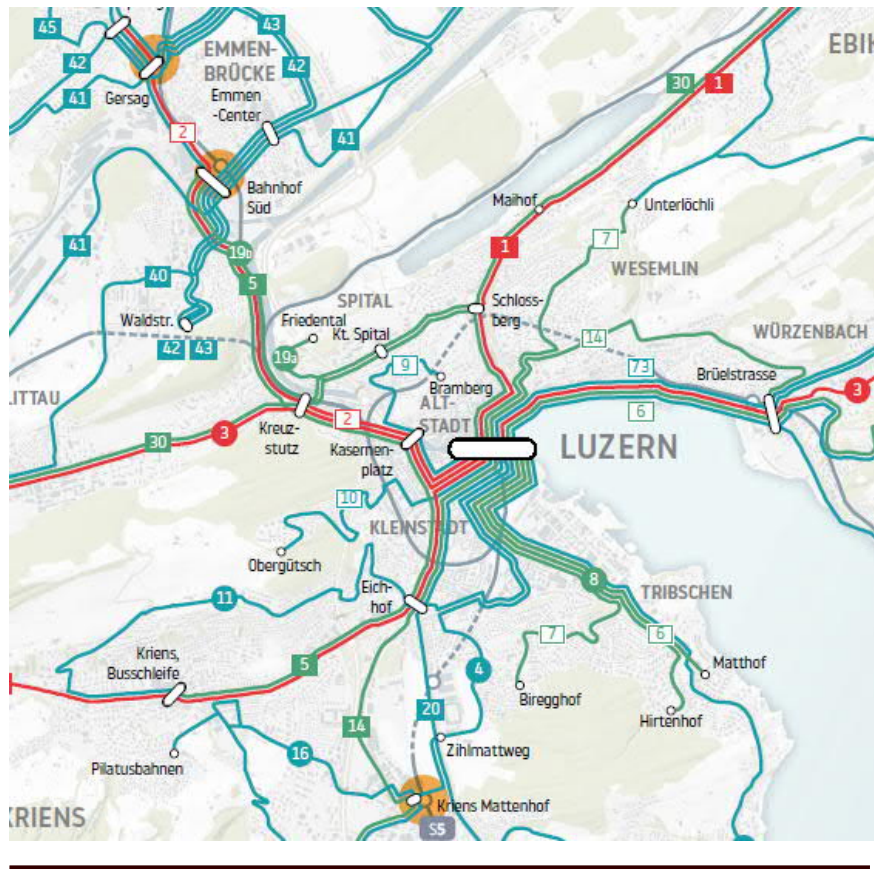 45
43
42
EMMEN-
BRÜCKE
42
EBIK
Gersag
Emmen
-Center
41
30
1
41
2
Bahnhof
Süd
Maihof
Unterlöchli
41
19b
1
7
40
5
WESEMLIN
SPITAL
Schloss-
berg
Waldstr.
Friedental
Kt. Spital
14
WÜRZENBACH
42
43
19a
9
73
Brüelstrasse
Bramberg
LITTAU
ALT-
STADT
3
2
6
30
3
Kreuz-
stutz
Kasernen-
platz
LUZERN
10
KLEINSTADT
Obergütsch
Eich-
hof
8
TRIBSCHEN
11
7
6
Kriens,
Busschleife
5
4
Matthof
Biregghof
14
20
Hirtenhof
Pilatusbahnen
16
Zihlmattweg
KRIENS
Kriens Mattenhof
S5